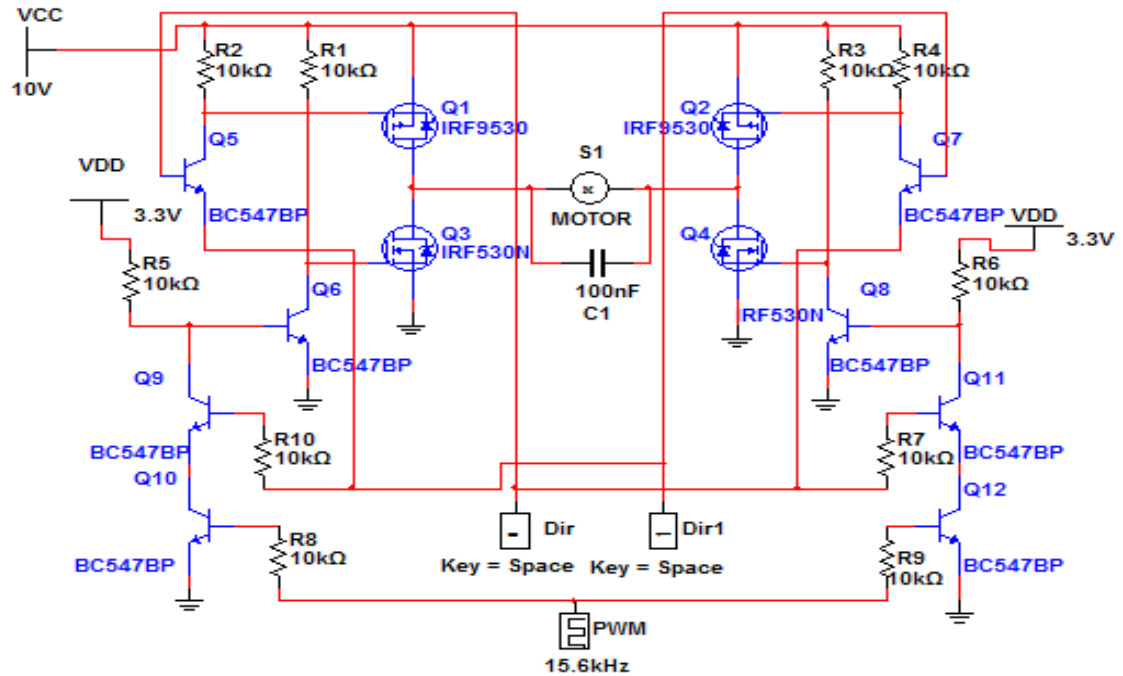 VCC
10V
R2
10kΩ
R1
10kΩ
Q1
IRF9530
Q2
IRF9530
R3
10kΩ
R4
10kΩ
Q5
BC547BP
Q7
BC547BP
VDD
3.3V
S1
MOTOR
VDD
3.3V
Q3
IRF530N
Q4
IRF530N
100nF
C1
R5
10kΩ
R6
10kΩ
Q6
BC547BP
Q8
BC547BP
Q9
BC547BP
Q11
BC547BP
R10
10kΩ
R7
10kΩ
Q10
BC547BP
Q12
BC547BP
R8
10kΩ
R9
10kΩ
Dir
Key = Space
1
Dir1
Key = Space
PWM
15.6kHz